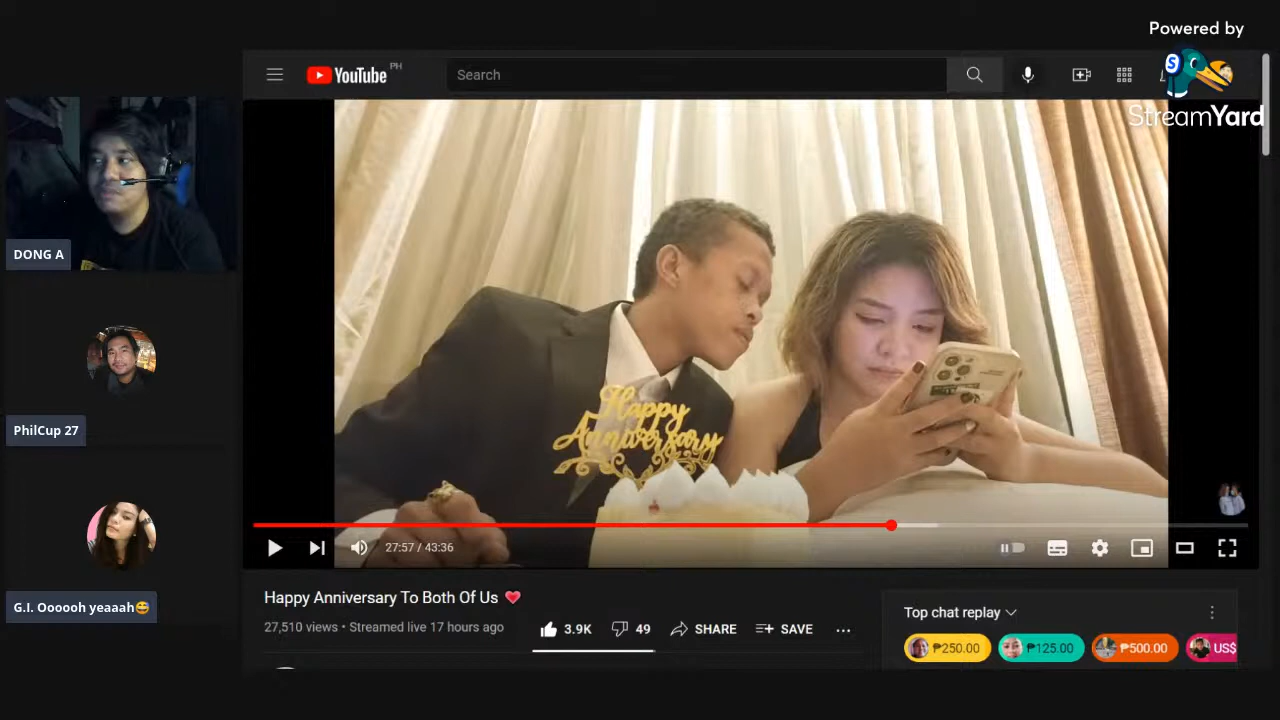 Powered by
StreamYard
YouTube PH
Search
DONG A
PhilCup 27
G.I. Oooooh yeaaah😅
Happy
Anniversary
27:57 / 43:36
Happy Anniversary To Both Of Us ❤️
27,510 views • Streamed live 17 hours ago
3.9K
49
SHARE
SAVE
Top chat replay
₱250.00
₱125.00
₱500.00
US$